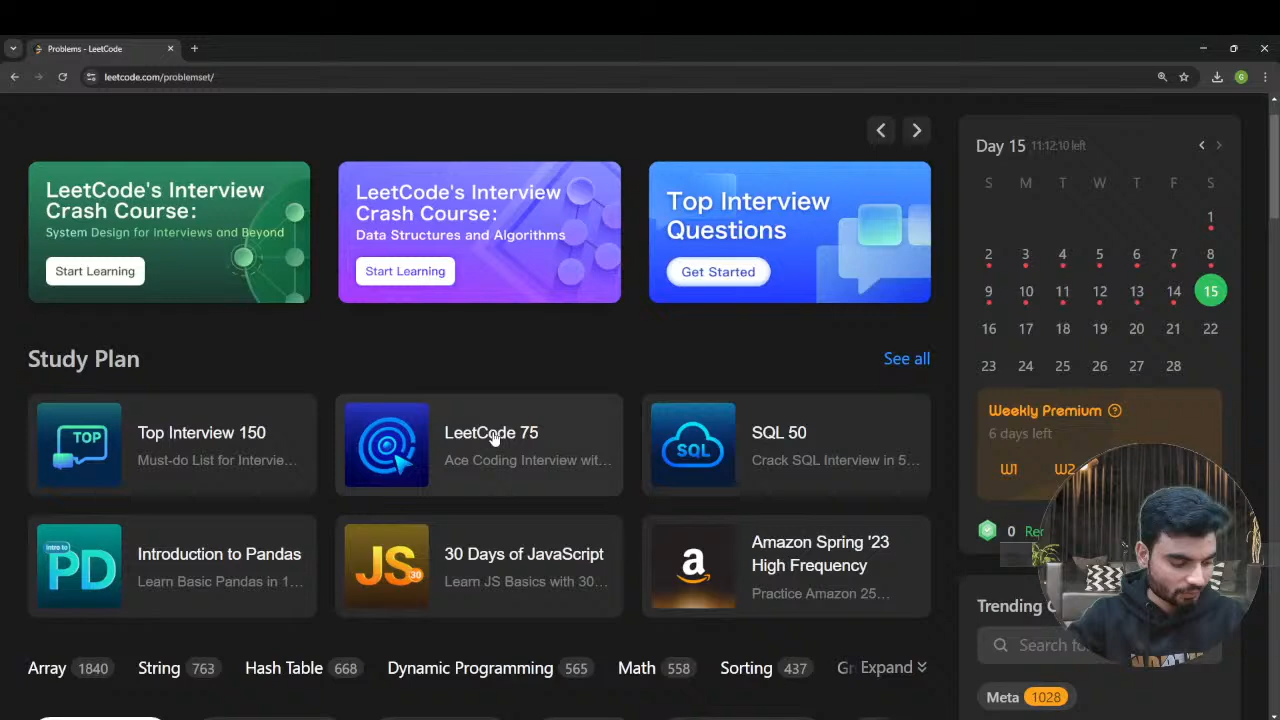 Problems - LeetCode
leetcode.com/problemset/
G
LeetCode's Interview
Crash Course:
System Design for Interviews and Beyond
Start Learning
LeetCode's Interview
Crash Course:
Data Structures and Algorithms
Start Learning
Top Interview
Questions
Get Started
Day 15 11:12:10 left
S M T W T F S
1
2 3 4 5 6 7 8
9 10 11 12 13 14 15
16 17 18 19 20 21 22
23 24 25 26 27 28
Weekly Premium ?
6 days left
W1 W2
0
Study Plan
See all
TOP
Top Interview 150
Must-do List for Intervie...
LeetCode 75
Ace Coding Interview wit...
SQL
SQL 50
Crack SQL Interview in 5...
Intro to
PD
Introduction to Pandas
Learn Basic Pandas in 1...
JS
30
30 Days of JavaScript
Learn JS Basics with 30...
a
Amazon Spring '23
High Frequency
Practice Amazon 25...
Trending
Search
Meta 1028
Array 1840 String 763 Hash Table 668 Dynamic Programming 565 Math 558 Sorting 437 Expand